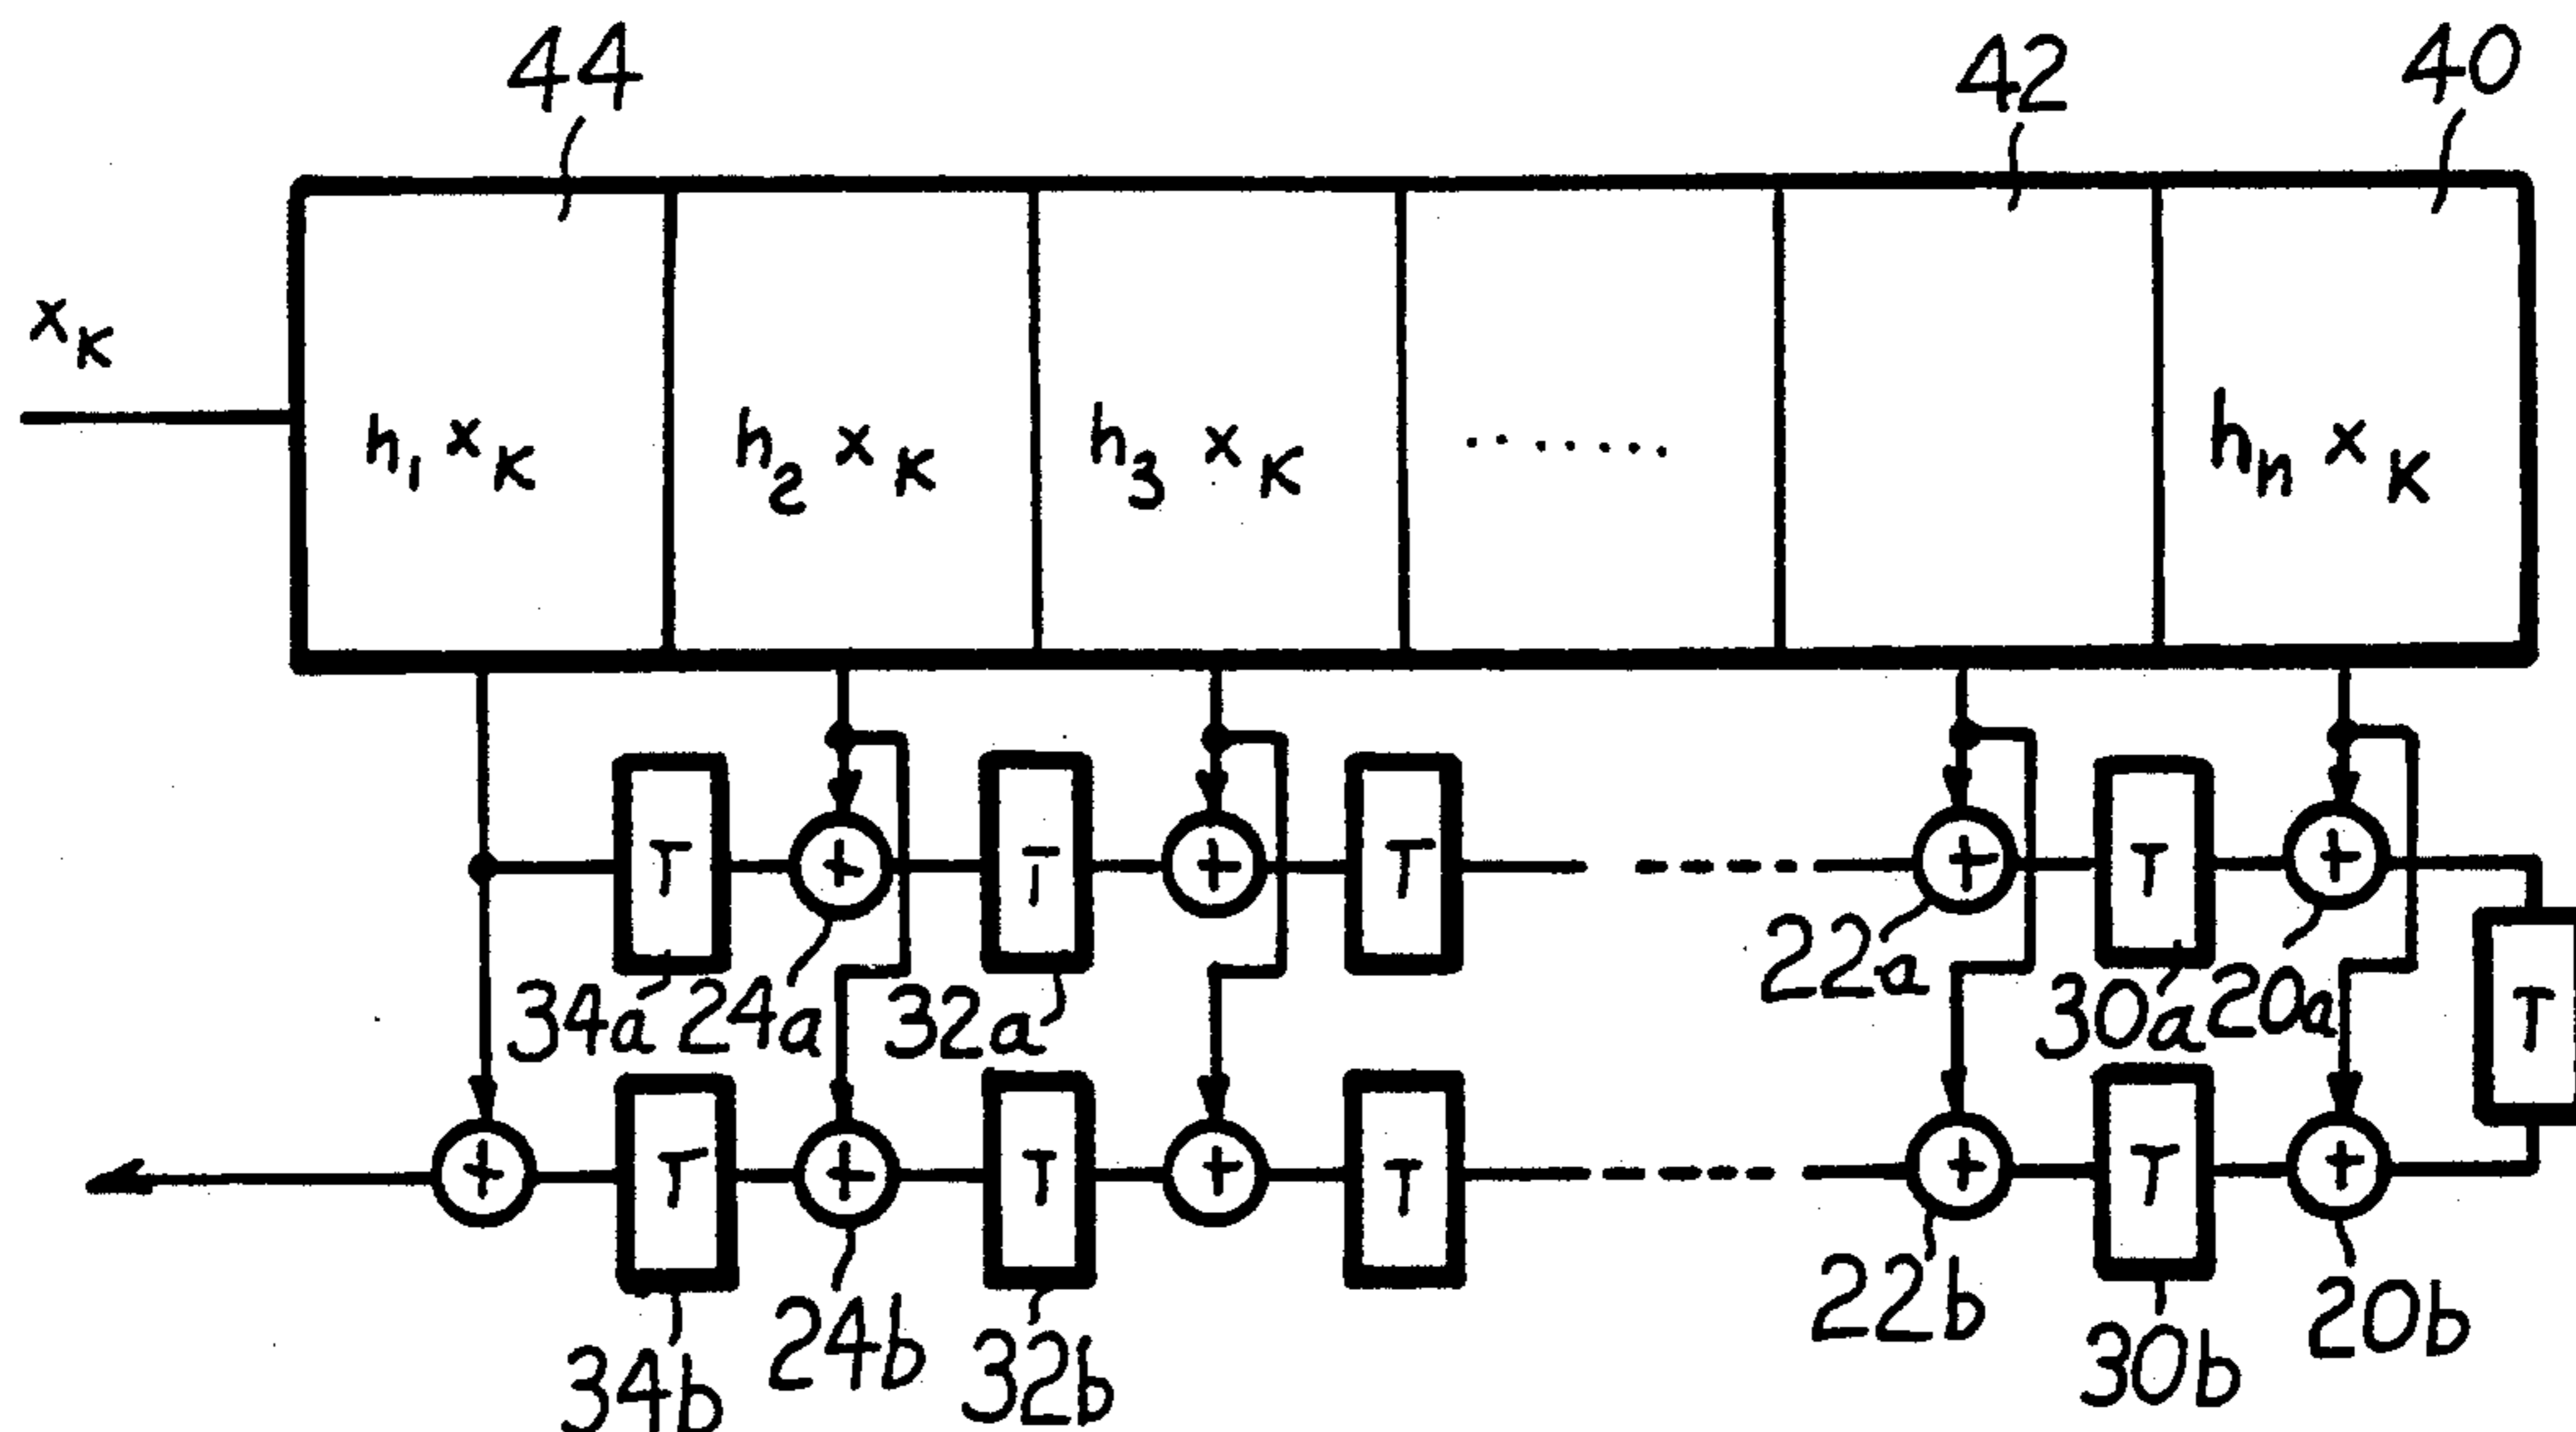 44 42 40
x_K
h_1 x_K h_2 x_K h_3 x_K ....... h_n x_K
T + T + T + T +
T
22a
34a 24a 32a 30a 20a
+ T + T + T + T +
22b 20b
34b 24b 32b 30b